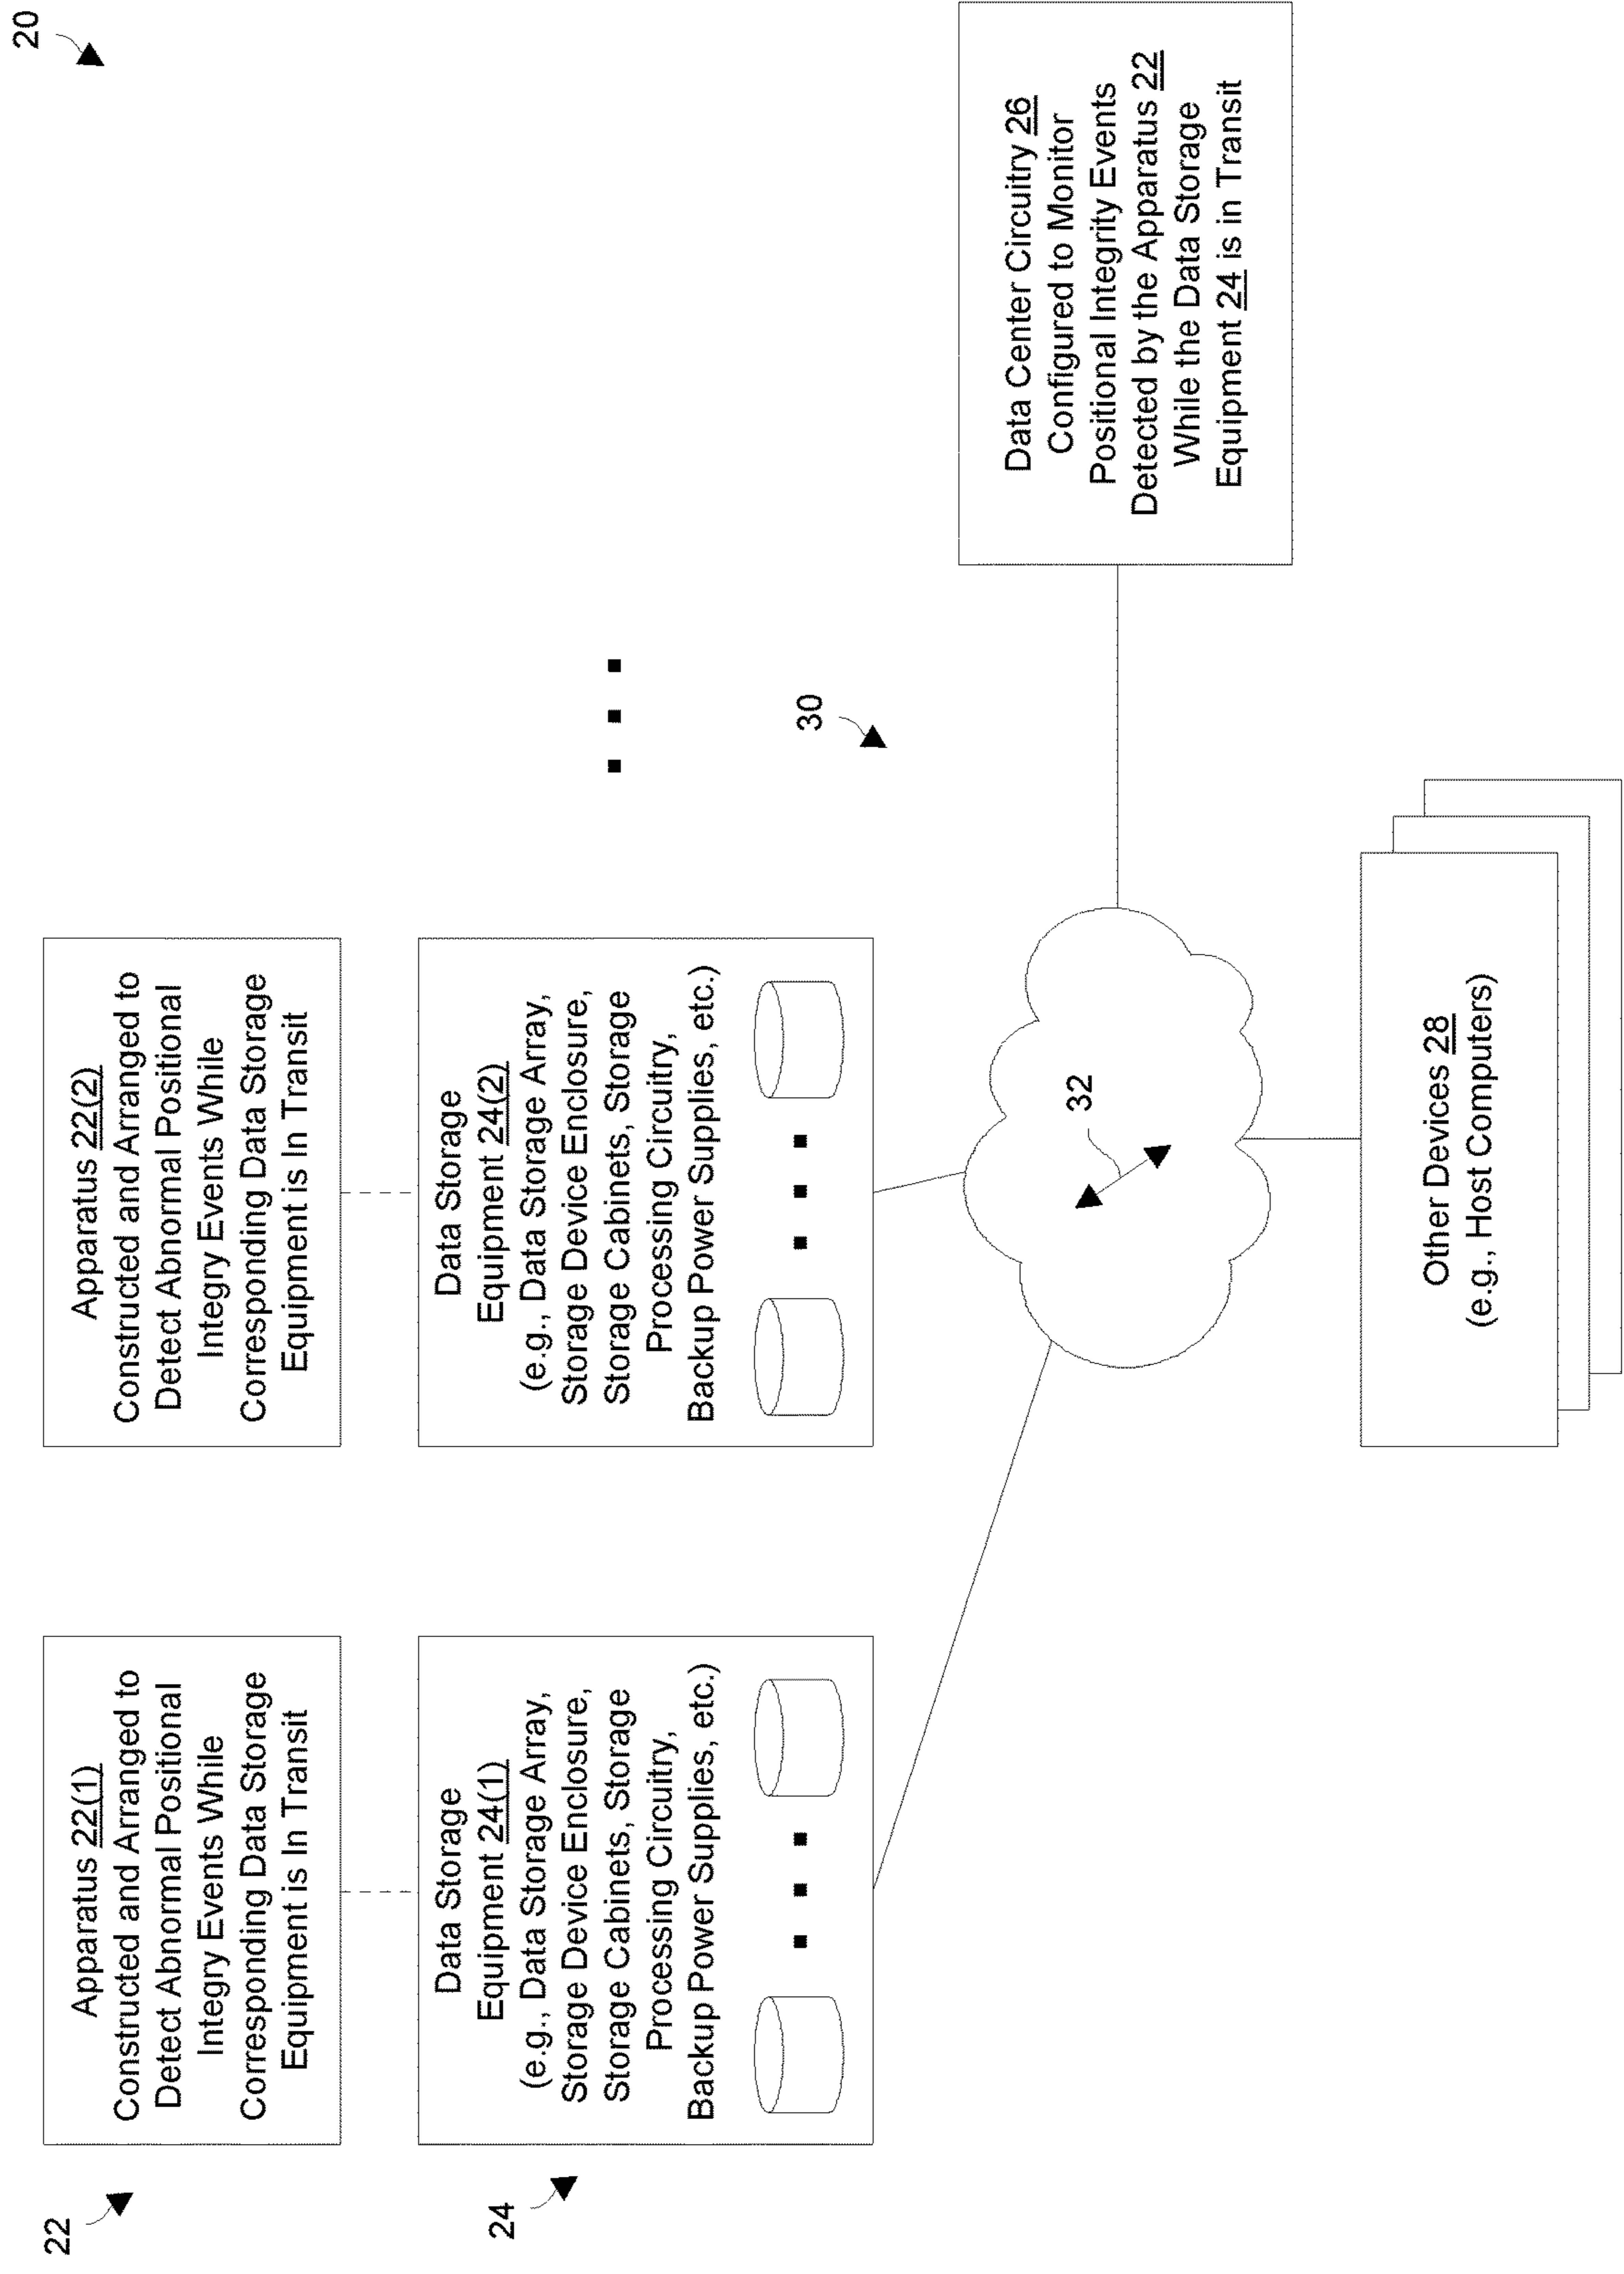 20
22
Apparatus 22(1)
Constructed and Arranged to
Detect Abnormal Positional
Integry Events While
Corresponding Data Storage
Equipment is In Transit
Apparatus 22(2)
Constructed and Arranged to
Detect Abnormal Positional
Integry Events While
Corresponding Data Storage
Equipment is In Transit
24
Data Storage
Equipment 24(1)
(e.g., Data Storage Array,
Storage Device Enclosure,
Storage Cabinets, Storage
Processing Circuitry,
Backup Power Supplies, etc.)
Data Storage
Equipment 24(2)
(e.g., Data Storage Array,
Storage Device Enclosure,
Storage Cabinets, Storage
Processing Circuitry,
Backup Power Supplies, etc.)
30
32
Data Center Circuitry 26
Configured to Monitor
Positional Integrity Events
Detected by the Apparatus 22
While the Data Storage
Equipment 24 is in Transit
Other Devices 28
(e.g., Host Computers)